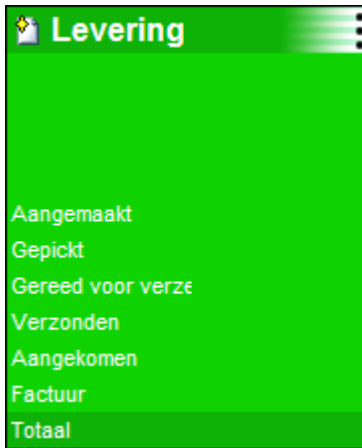 Levering
Aangemaakt
Gepickt
Gereed voor verze
Verzonden
Aangekomen
Factuur
Totaal